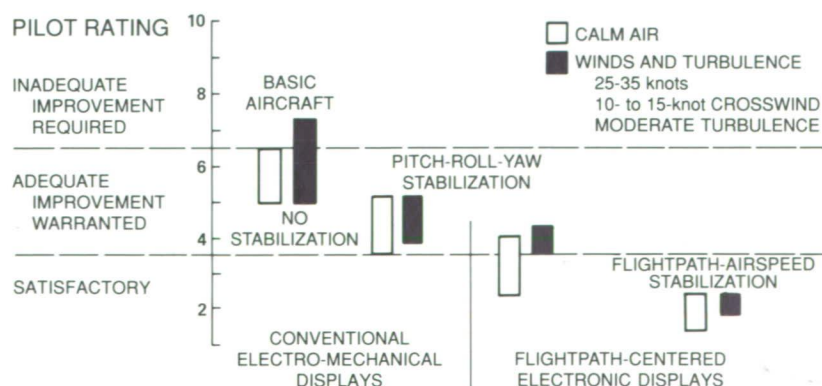 PILOT RATING
10
8
6
4
2
INADEQUATE
IMPROVEMENT
REQUIRED
ADEQUATE
IMPROVEMENT
WARRANTED
SATISFACTORY
BASIC
AIRCRAFT
NO
STABILIZATION
PITCH-ROLL-YAW
STABILIZATION
CALM AIR
WINDS AND TURBULENCE
25-35 knots
10- to 15-knot CROSSWIND
MODERATE TURBULENCE
FLIGHTPATH-AIRSPEED
STABILIZATION
CONVENTIONAL
ELECTRO-MECHANICAL
DISPLAYS
FLIGHTPATH-CENTERED
ELECTRONIC DISPLAYS